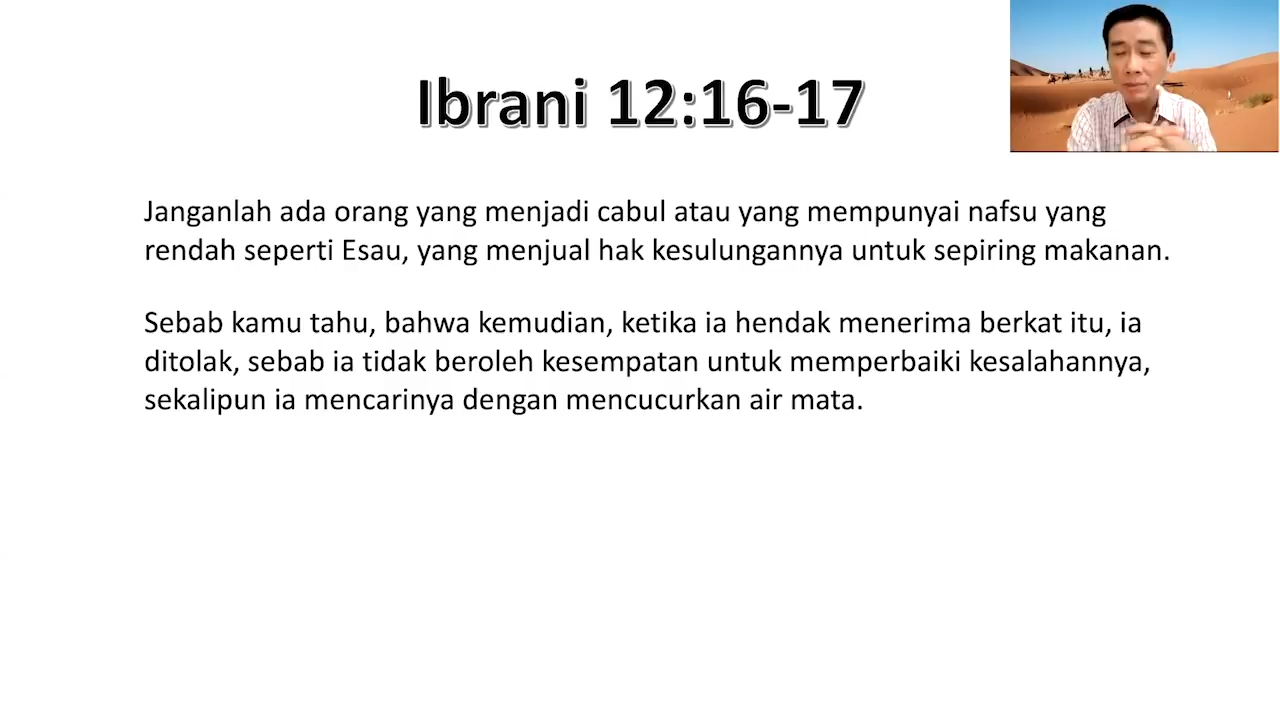 Ibrani 12:16-17
Janganlah ada orang yang menjadi cabul atau yang mempunyai nafsu yang
rendah seperti Esau, yang menjual hak kesulungannya untuk sepiring makanan.
Sebab kamu tahu, bahwa kemudian, ketika ia hendak menerima berkat itu, ia
ditolak, sebab ia tidak beroleh kesempatan untuk memperbaiki kesalahannya,
sekalipun ia mencarinya dengan mencucurkan air mata.